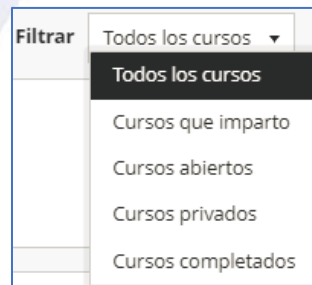 Filtrar Todos los cursos
Todos los cursos
Cursos que imparto
Cursos abiertos
Cursos privados
Cursos completados